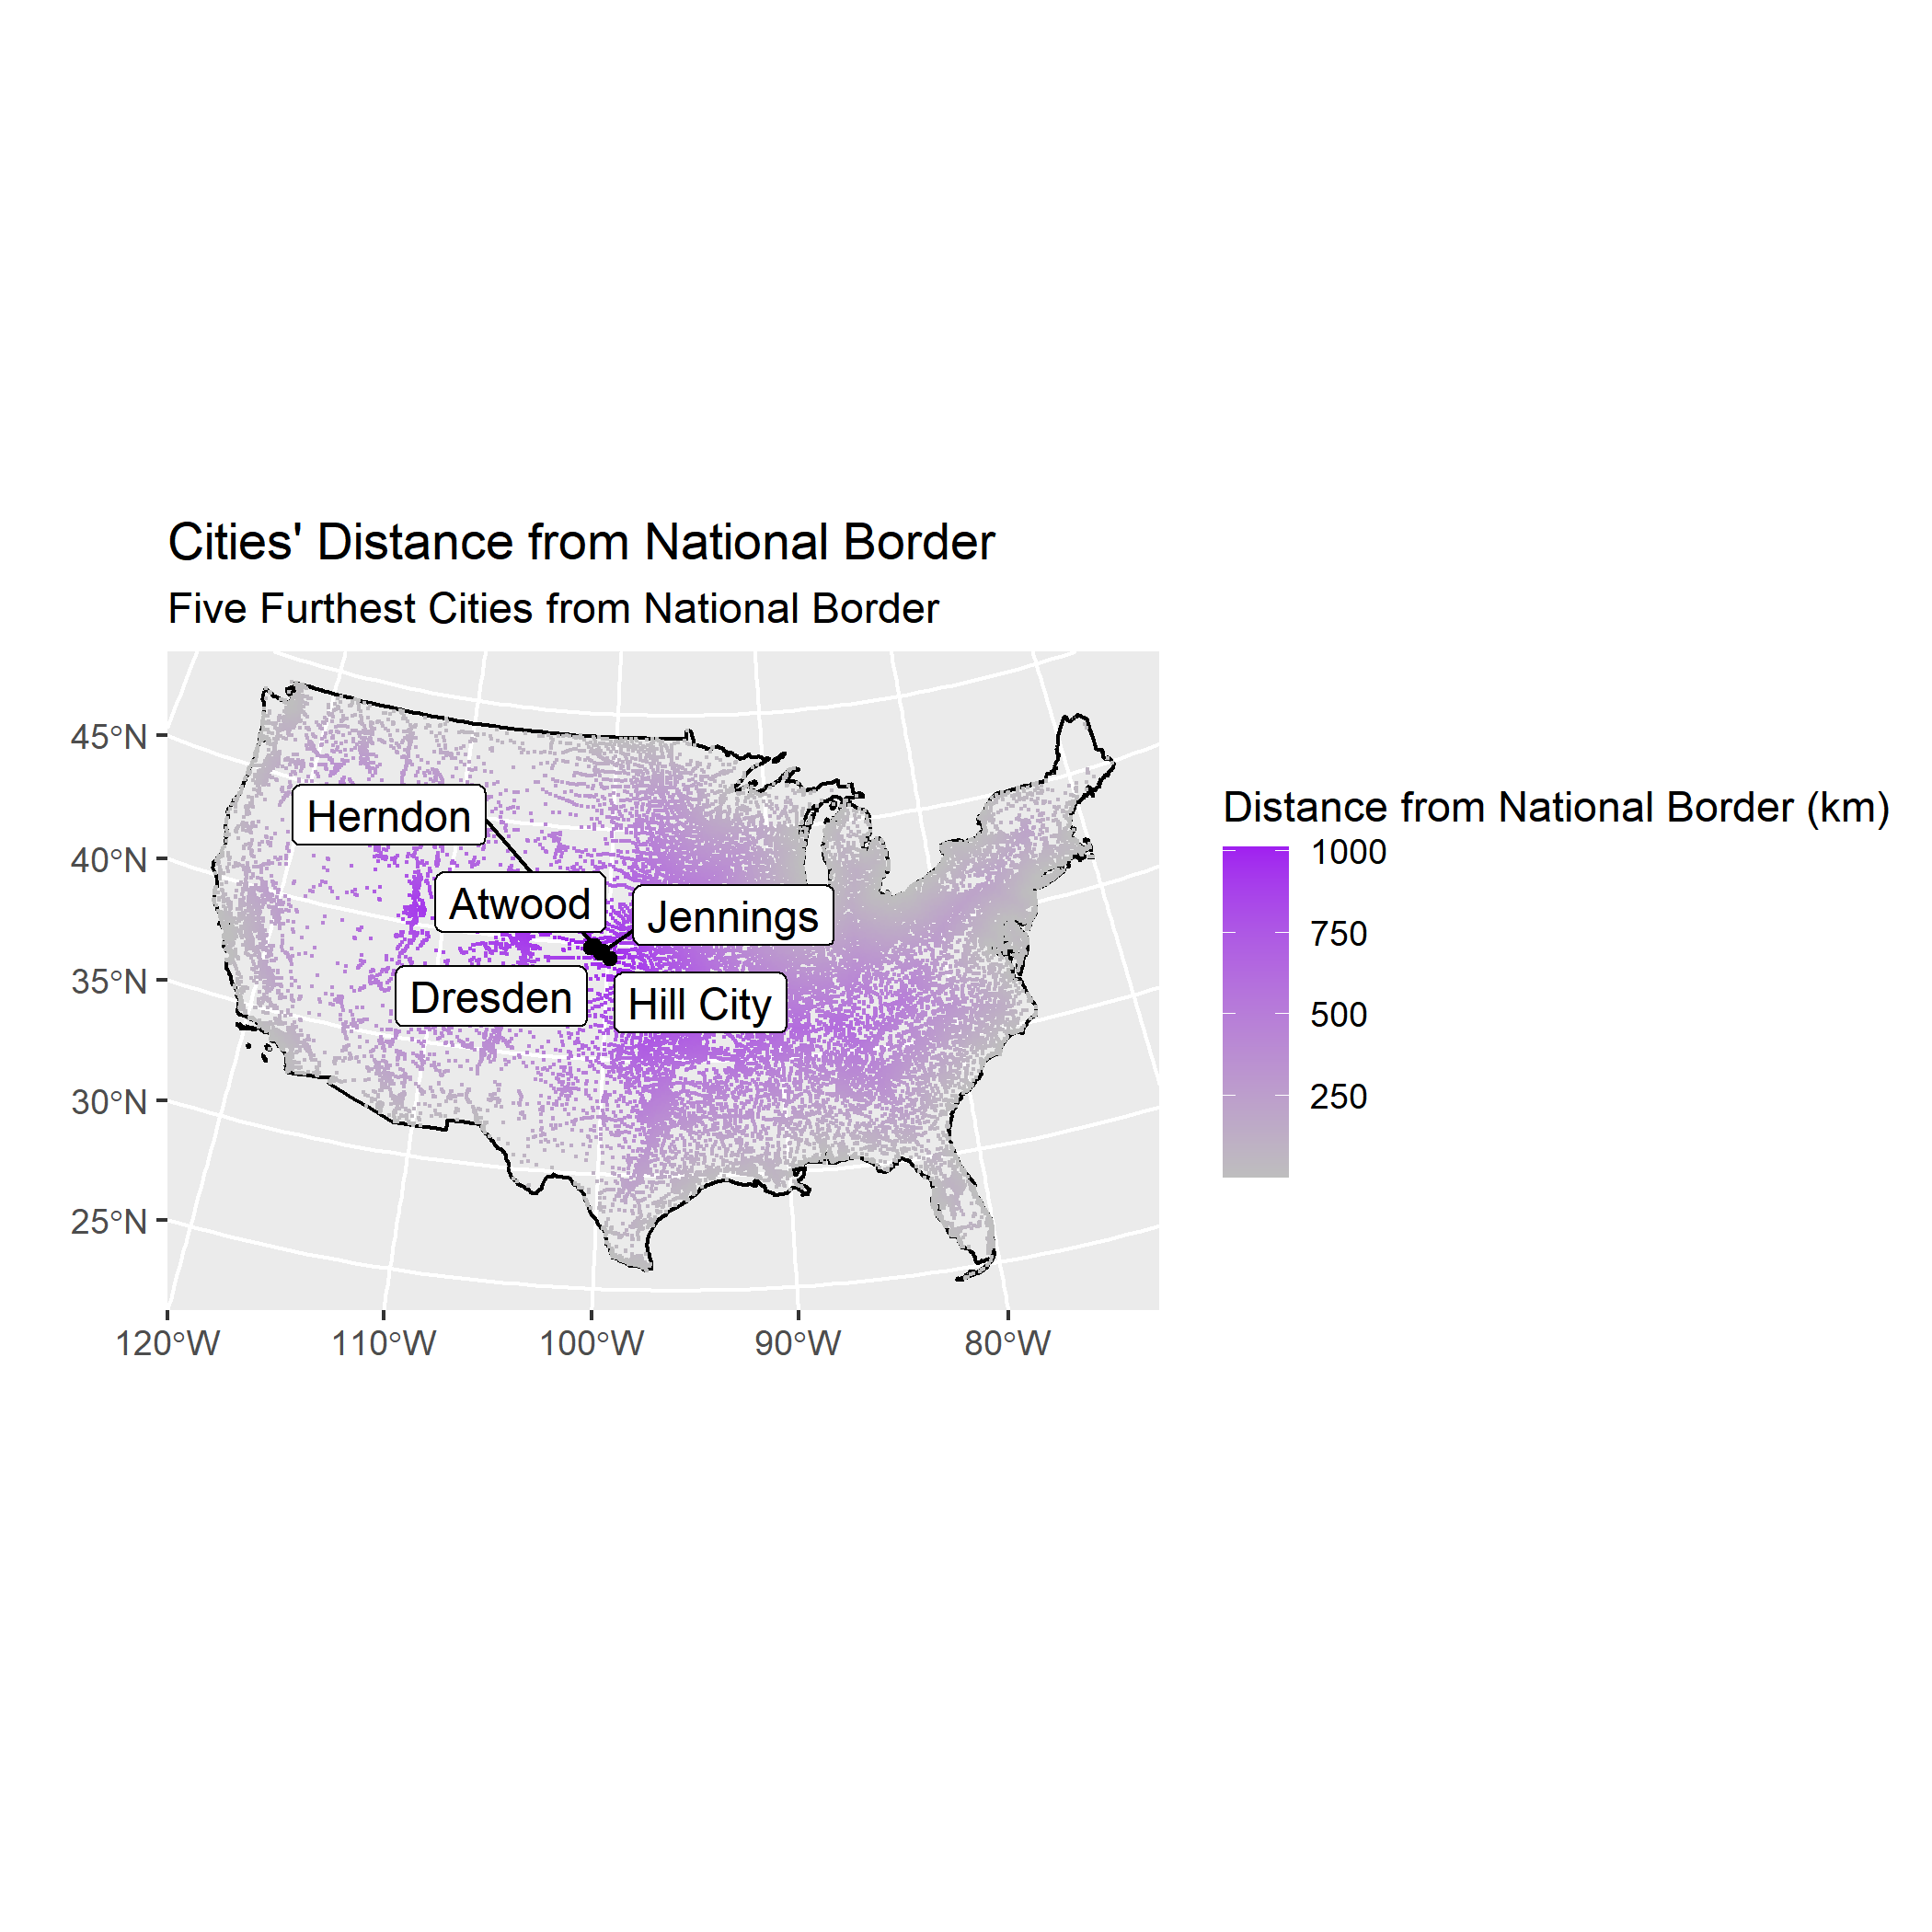 Cities' Distance from National Border
Five Furthest Cities from National Border
45°N
40°N
35°N
30°N
25°N
120°W
110°W
100°W
90°W
80°W
Herndon
Atwood
Jennings
Dresden
Hill City
Distance from National Border (km)
1000
750
500
250